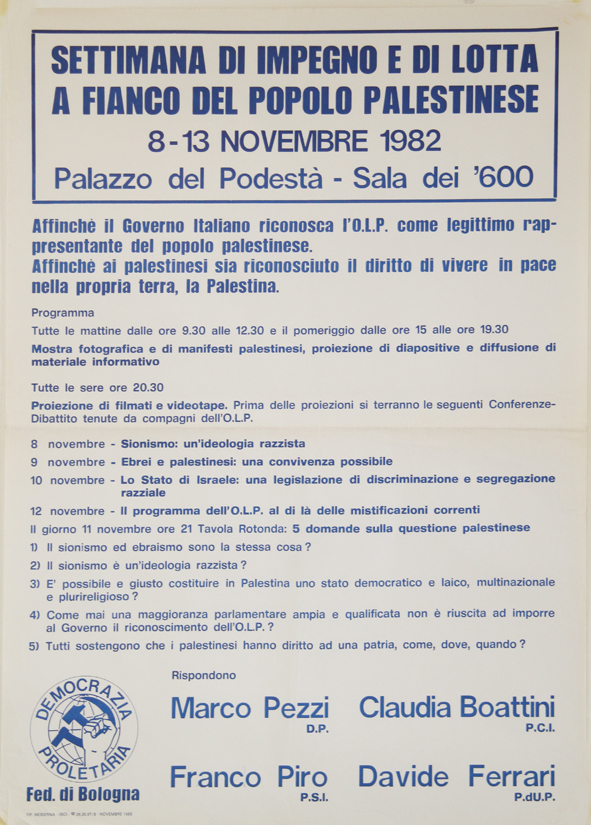 SETTIMANA DI IMPEGNO E DI LOTTA
A FIANCO DEL POPOLO PALESTINESE
8-13 NOVEMBRE 1982
Palazzo del Podestà - Sala dei '600
Affinchè il Governo Italiano riconosca l'O.L.P. come legittimo rap-
presentante del popolo palestinese.
Affinchè ai palestinesi sia riconosciuto il diritto di vivere in pace
nella propria terra, la Palestina.
Programma
Tutte le mattine dalle ore 9.30 alle 12.30 e il pomeriggio dalle ore 15 alle ore 19.30
Mostra fotografica e di manifesti palestinesi, proiezione di diapositive e diffusione di
materiale informativo
Tutte le sere ore 20.30
Proiezione di filmati e videotape. Prima delle proiezioni si terranno le seguenti Conferenze-
Dibattito tenute da compagni dell'O.L.P.
8 novembre - Sionismo: un'ideologia razzista
9 novembre - Ebrei e palestinesi: una convivenza possibile
10 novembre - Lo Stato di Israele: una legislazione di discriminazione e segregazione
razziale
12 novembre - Il programma dell'O.L.P. al di là delle mistificazioni correnti
Il giorno 11 novembre ore 21 Tavola Rotonda: 5 domande sulla questione palestinese
1) Il sionismo ed ebraismo sono la stessa cosa?
2) Il sionismo è un'ideologia razzista?
3) E' possibile e giusto costituire in Palestina uno stato democratico e laico, multinazionale
e plurireligioso?
4) Come mai una maggioranza parlamentare ampia e qualificata non è riuscita ad imporre
al Governo il riconoscimento dell'O.L.P.?
5) Tutti sostengono che i palestinesi hanno diritto ad una patria, come, dove, quando?
Rispondono
Marco Pezzi
D.P.
Claudia Boattini
P.C.I.
Franco Piro
P.S.I.
Davide Ferrari
P.dU.P.
DEMOCRAZIA
PROLETARIA
Fed. di Bologna
NOVEMBRE 1982